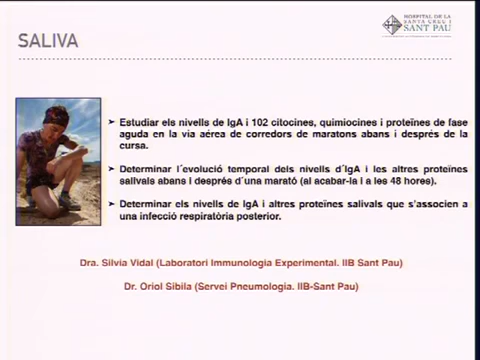 HOSPITAL DE LA
SANTA CREU I
SANT PAU
SALIVA
➤ Estudiar els nivells de IgA i 102 citocines, quimiocines i proteïnes de fase
aguda en la via aérea de corredors de maratons abans i després de la
cursa.
➤ Determinar l´evolució temporal dels nivells d´IgA i les altres proteïnes
salivals abans i després d´una marató (al acabar-la i a les 48 hores).
➤ Determinar els nivells de IgA i altres proteïnes salivals que s'associen a
una infecció respiratòria posterior.
Dra. Silvia Vidal (Laboratori Immunologia Experimental. IIB Sant Pau)
Dr. Oriol Sibila (Servei Pneumologia. IIB-Sant Pau)